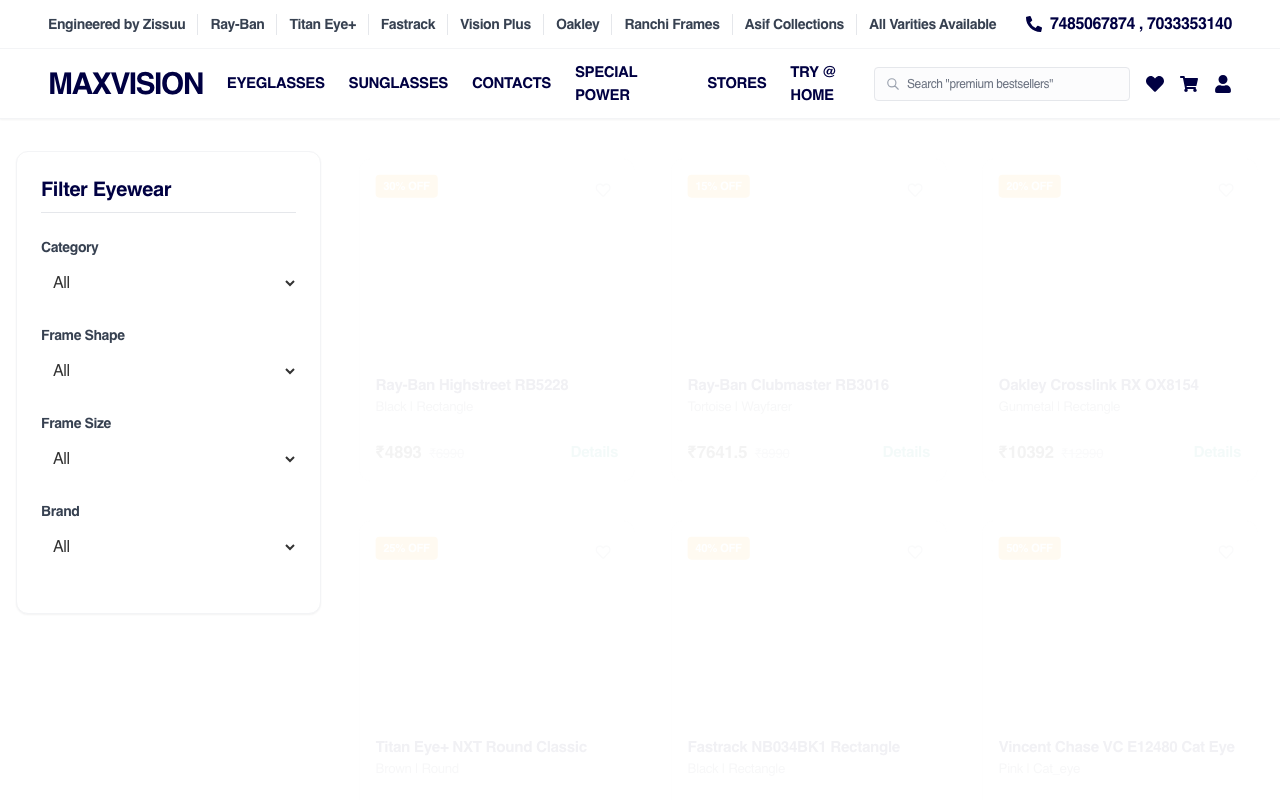 Engineered by Zissuu Ray-Ban Titan Eye+ Fastrack Vision Plus Oakley Ranchi Frames Asif Collections All Varities Available 7485067874 , 7033353140
MAXVISION EYEGLASSES SUNGLASSES CONTACTS SPECIAL POWER STORES TRY @ HOME Search "premium bestsellers"
Filter Eyewear
Category
All
Frame Shape
All
Frame Size
All
Brand
All
Ray-Ban Highstreet RB5228
Black | Rectangle
₹4893
Details
Ray-Ban Clubmaster RB3016
Tortoise | Wayfarer
₹7641.5
Details
Oakley Crosslink RX OX8154
Gunmetal | Rectangle
₹10392
Details
Titan Eye+ NXT Round Classic
Brown | Round
Fastrack NB034BK1 Rectangle
Black | Rectangle
Vincent Chase VC E12480 Cat Eye
Pink | Cat_eye